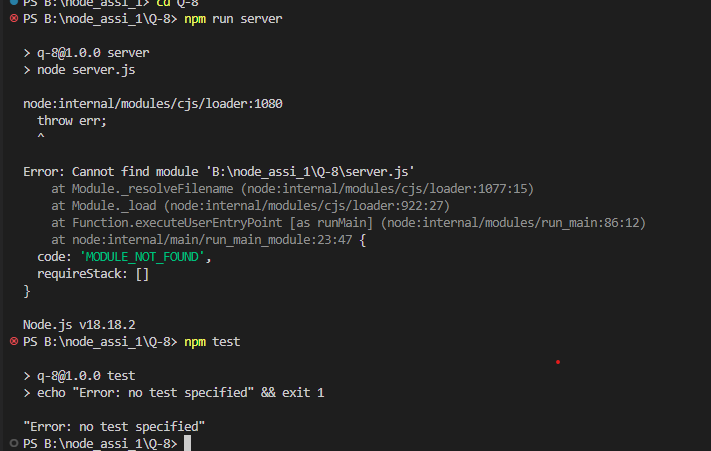 PS B:\node_assi_1> cd Q-8
PS B:\node_assi_1\Q-8> npm run server
> q-8@1.0.0 server
> node server.js
node:internal/modules/cjs/loader:1080
throw err;
^
Error: Cannot find module 'B:\node_assi_1\Q-8\server.js'
at Module._resolveFilename (node:internal/modules/cjs/loader:1077:15)
at Module._load (node:internal/modules/cjs/loader:922:27)
at Function.executeUserEntryPoint [as runMain] (node:internal/modules/run_main:86:12)
at node:internal/main/run_main_module:23:47 {
code: 'MODULE_NOT_FOUND',
requireStack: []
}
Node.js v18.18.2
PS B:\node_assi_1\Q-8> npm test
> q-8@1.0.0 test
> echo "Error: no test specified" && exit 1
"Error: no test specified"
PS B:\node_assi_1\Q-8>